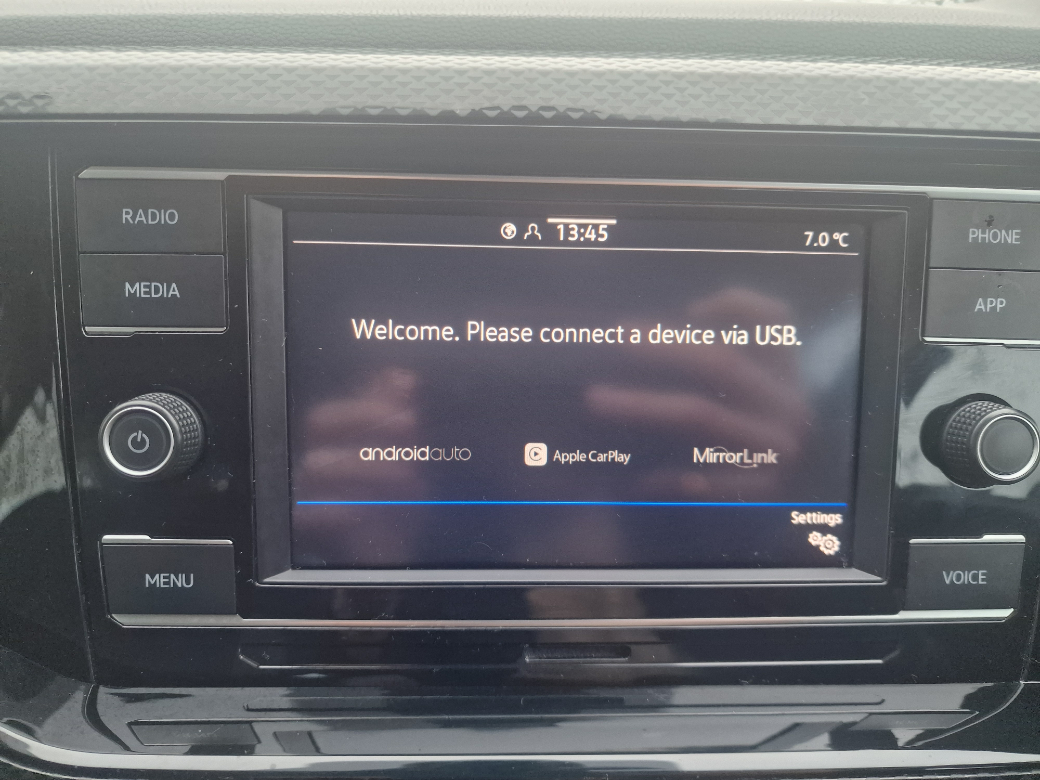 RADIO
MEDIA
13:45
7.0 °C
PHONE
APP
Welcome. Please connect a device via USB.
androidauto
Apple CarPlay
MirrorLink
Settings
MENU
VOICE